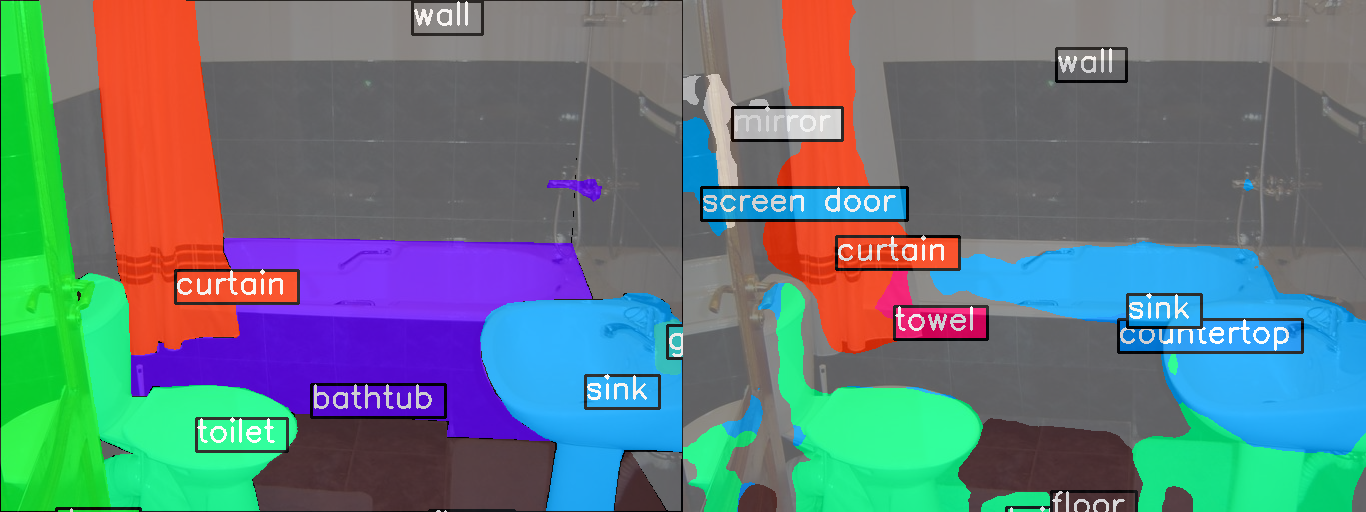 wall
curtain
bathtub
sink
toilet
g
wall
mirror
screen door
curtain
towel
sink
countertop
floor